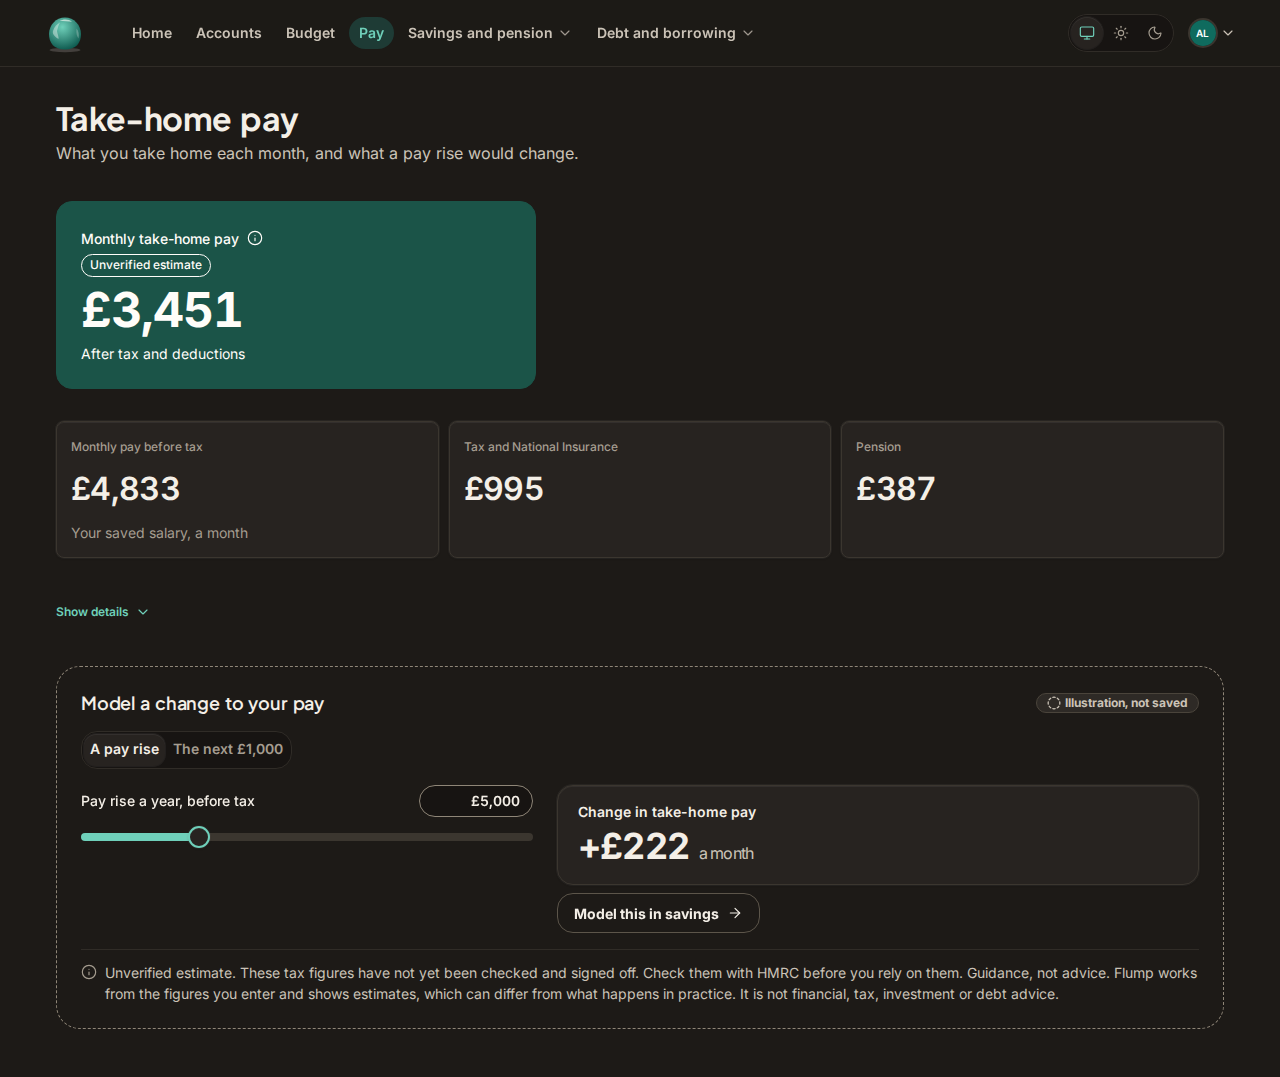 Home Accounts Budget Pay Savings and pension Debt and borrowing AL
Take-home pay
What you take home each month, and what a pay rise would change.
Monthly take-home pay
Unverified estimate
£3,451
After tax and deductions
Monthly pay before tax
£4,833
Your saved salary, a month
Tax and National Insurance
£995
Pension
£387
Show details
Model a change to your pay
Illustration, not saved
A pay rise The next £1,000
Pay rise a year, before tax £5,000
Change in take-home pay
+£222 a month
Model this in savings
Unverified estimate. These tax figures have not yet been checked and signed off. Check them with HMRC before you rely on them. Guidance, not advice. Flump works
from the figures you enter and shows estimates, which can differ from what happens in practice. It is not financial, tax, investment or debt advice.